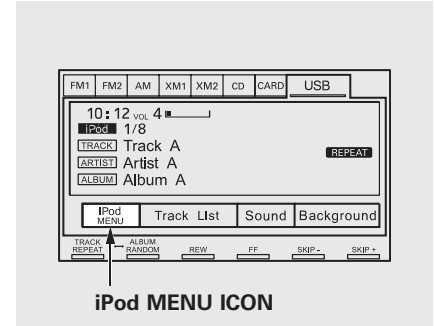 FM1 FM2 AM XM1 XM2 CD CARD USB
10:12 VOL 4
iPod 1/8
TRACK Track A
REPEAT
ARTIST Artist A
ALBUM Album A
iPod MENU Track List Sound Background
TRACK REPEAT ALBUM RANDOM REW FF SKIP - SKIP +
iPod MENU ICON